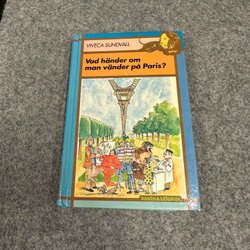 VIVECA SUNDVALL
Vad händer om
man vänder på Paris?
RABÉN & SJÖGREN